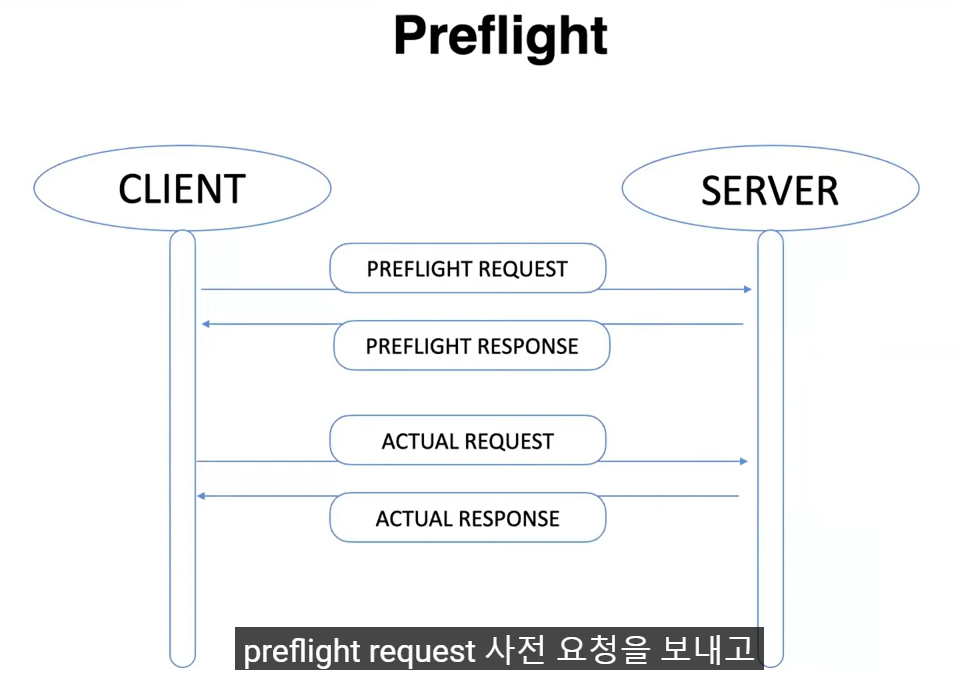 Preflight
CLIENT
SERVER
PREFLIGHT REQUEST
PREFLIGHT RESPONSE
ACTUAL REQUEST
ACTUAL RESPONSE
preflight request 사전 요청을 보내고